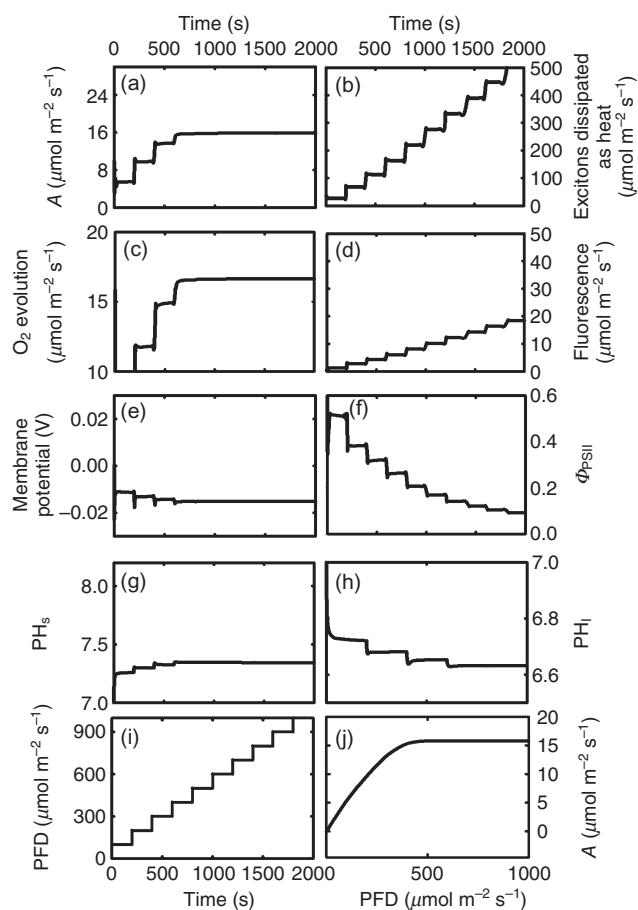 Time (s) Time (s)
0 500 1000 1500 2000 0 500 1000 1500 2000
(a) (b)
24
16
8
0
A (μmol m⁻² s⁻¹)
500
400
300
200
100
0
Excitons dissipated
as heat
(μmol m⁻² s⁻¹)
(c) (d)
20
15
10
O₂ evolution
(μmol m⁻² s⁻¹)
50
40
30
20
10
0
Fluorescence
(μmol m⁻² s⁻¹)
(e) (f)
0.02
0.00
−0.02
Membrane
potential (V)
0.6
0.4
0.2
0.0
Φ_PSII
(g) (h)
8.0
7.5
7.0
PHₛ
7.0
6.8
6.6
PHₗ
(i) (j)
900
600
300
0
PFD (μmol m⁻² s⁻¹)
20
15
10
5
0
A (μmol m⁻² s⁻¹)
0 500 1000 1500 2000 0 500 1000
Time (s) PFD (μmol m⁻² s⁻¹)